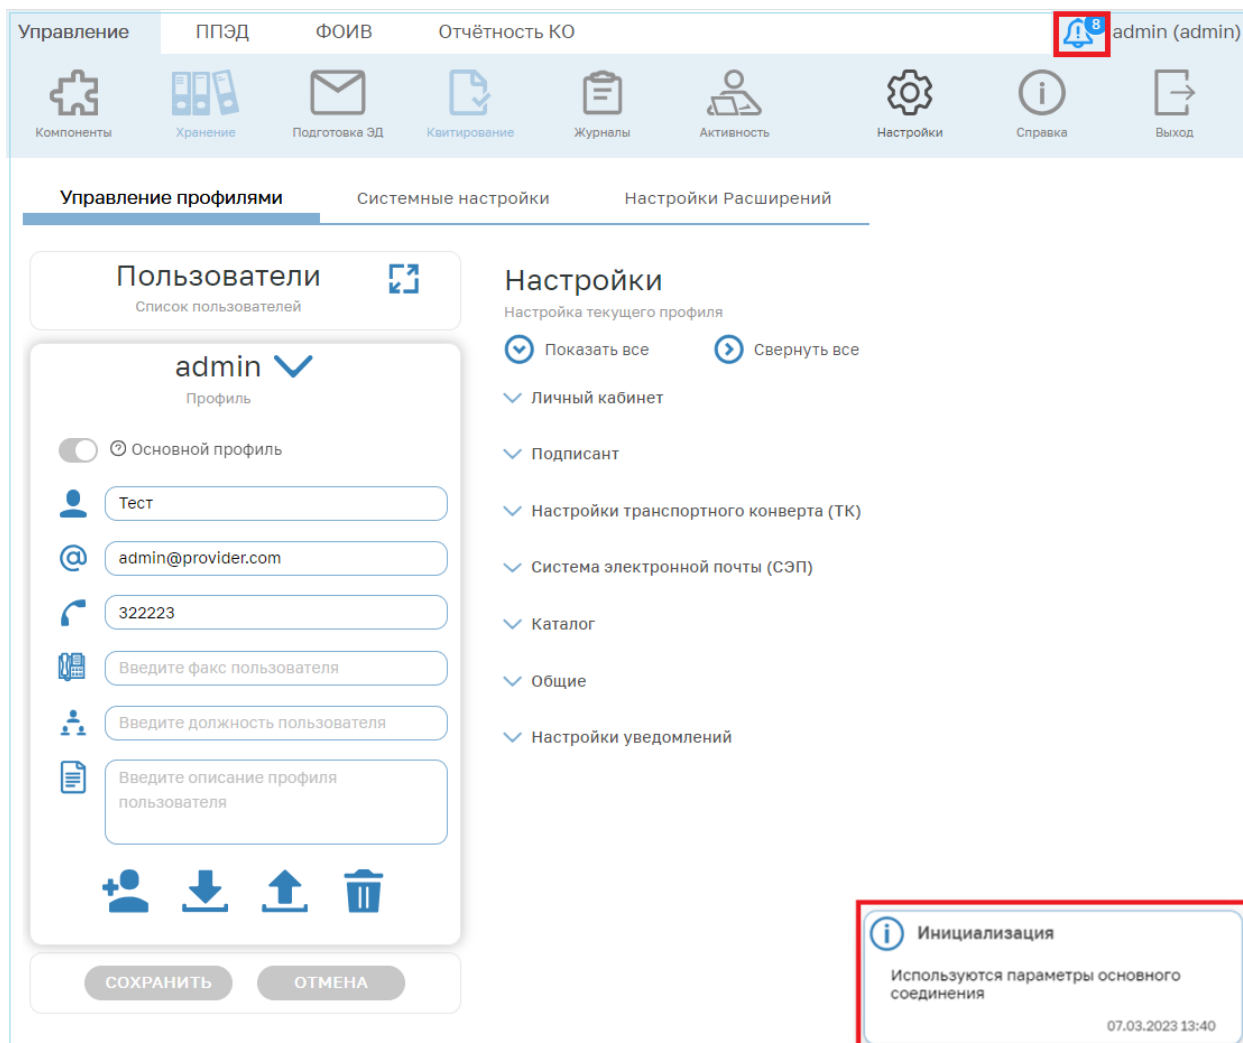 Управление ППЭД ФОИВ Отчётность КО 8 admin (admin)
Компоненты Хранение Подготовка ЭД Квитирование Журналы Активность Настройки Справка Выход
Управление профилями Системные настройки Настройки Расширений
Пользователи
Список пользователей
admin
Профиль
Основной профиль
Тест
admin@provider.com
322223
Введите факс пользователя
Введите должность пользователя
Введите описание профиля
пользователя
СОХРАНИТЬ ОТМЕНА
Настройки
Настройка текущего профиля
Показать все Свернуть все
Личный кабинет
Подписант
Настройки транспортного конверта (ТК)
Система электронной почты (СЭП)
Каталог
Общие
Настройки уведомлений
Инициализация
Используются параметры основного
соединения
07.03.2023 13:40